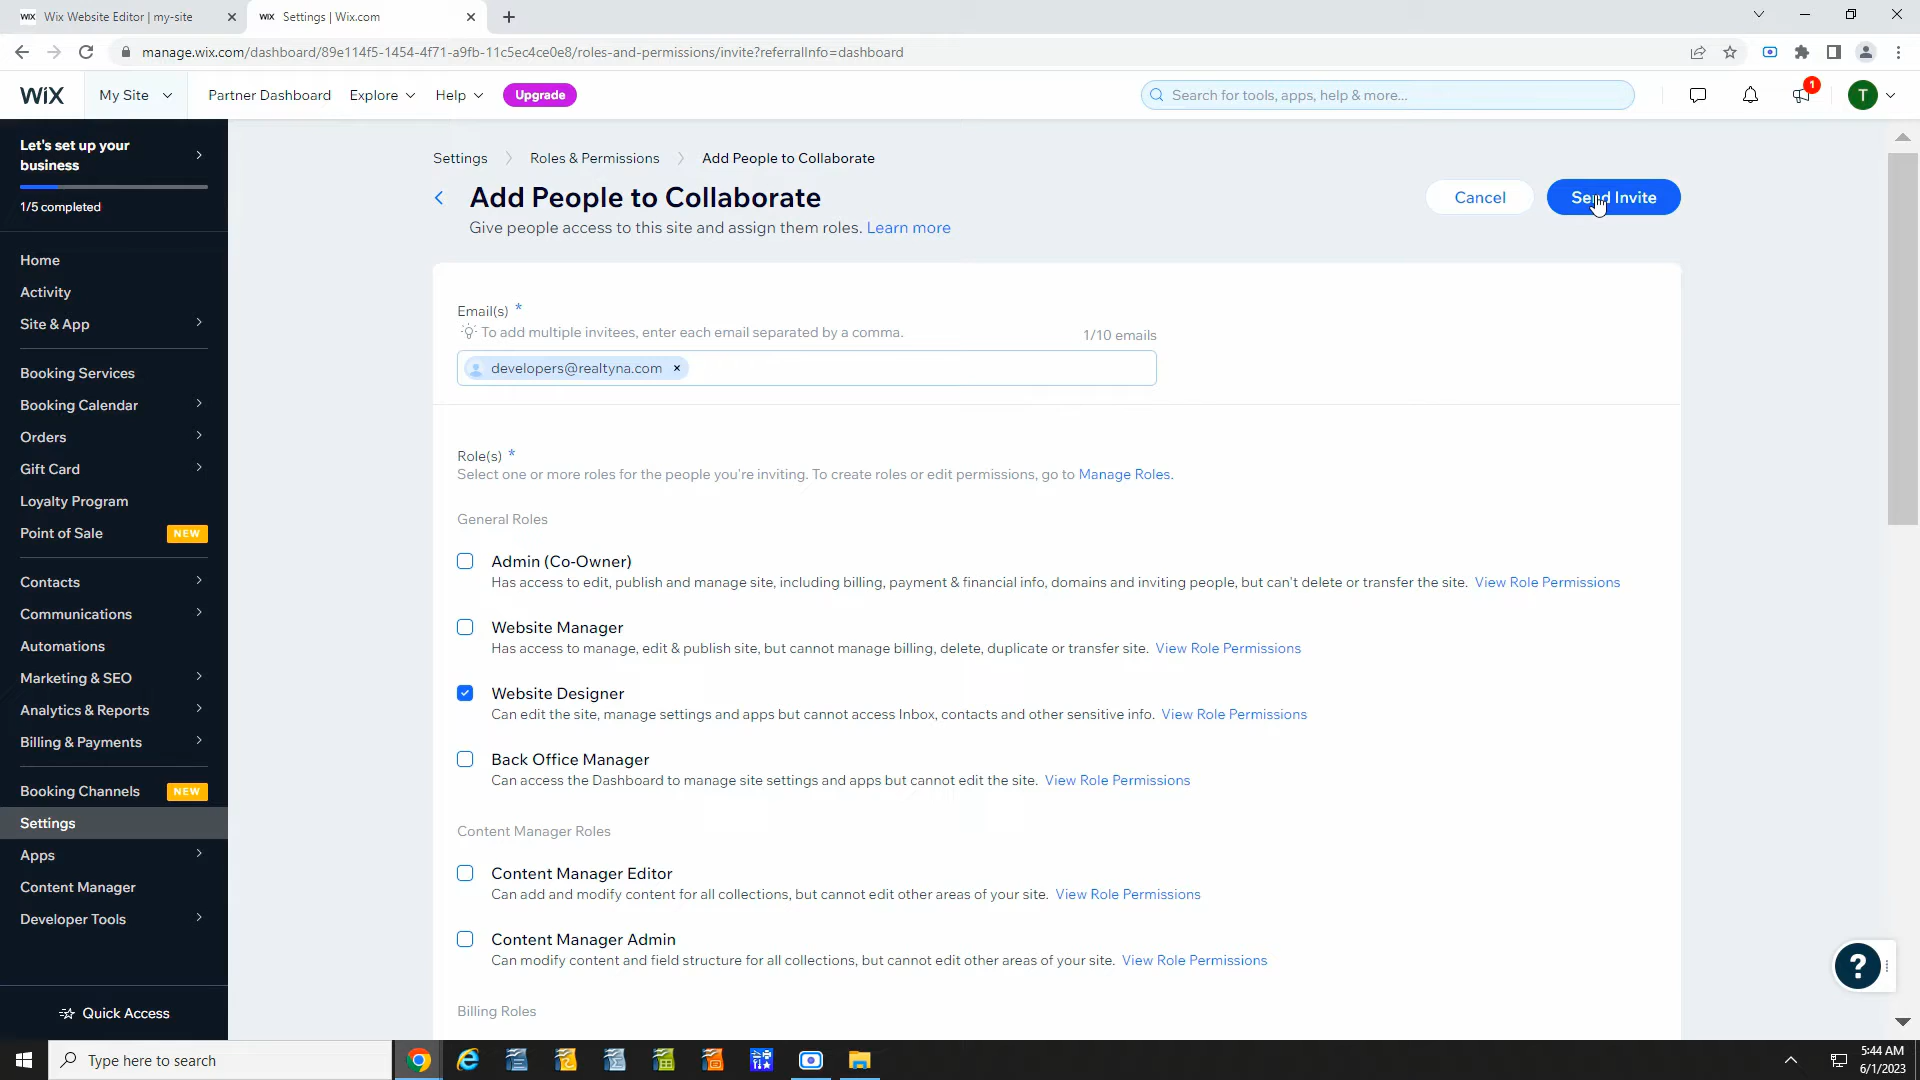 WiX Wix Website Editor | my-site
WiX Settings | Wix.com
manage.wix.com/dashboard/89e114f5-1454-4f71-a9fb-11c5ec4ce0e8/roles-and-permissions/invite?referralInfo=dashboard
WiX My Site Partner Dashboard Explore Help Upgrade Search for tools, apps, help & more... 1 T
Let's set up your
business
1/5 completed
Home
Activity
Site & App
Booking Services
Booking Calendar
Orders
Gift Card
Loyalty Program
Point of Sale NEW
Contacts
Communications
Automations
Marketing & SEO
Analytics & Reports
Billing & Payments
Booking Channels NEW
Settings
Apps
Content Manager
Developer Tools
Quick Access
Settings Roles & Permissions Add People to Collaborate
Add People to Collaborate
Cancel Send Invite
Give people access to this site and assign them roles. Learn more
Email(s) *
To add multiple invitees, enter each email separated by a comma. 1/10 emails
developers@realtyna.com ×
Role(s) *
Select one or more roles for the people you're inviting. To create roles or edit permissions, go to Manage Roles.
General Roles
Admin (Co-Owner)
Has access to edit, publish and manage site, including billing, payment & financial info, domains and inviting people, but can't delete or transfer the site. View Role Permissions
Website Manager
Has access to manage, edit & publish site, but cannot manage billing, delete, duplicate or transfer site. View Role Permissions
Website Designer
Can edit the site, manage settings and apps but cannot access Inbox, contacts and other sensitive info. View Role Permissions
Back Office Manager
Can access the Dashboard to manage site settings and apps but cannot edit the site. View Role Permissions
Content Manager Roles
Content Manager Editor
Can add and modify content for all collections, but cannot edit other areas of your site. View Role Permissions
Content Manager Admin
Can modify content and field structure for all collections, but cannot edit other areas of your site. View Role Permissions
Billing Roles
?
Type here to search
5:44 AM
6/1/2023